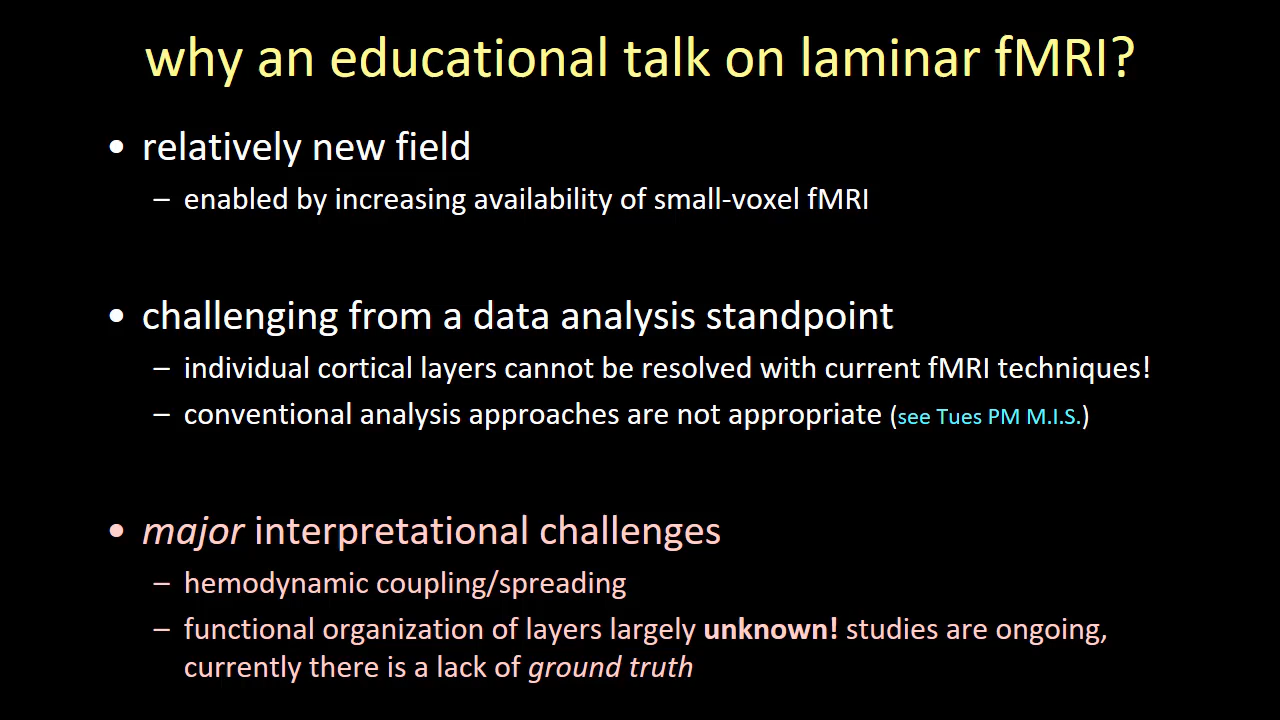 why an educational talk on laminar fMRI?
• relatively new field
– enabled by increasing availability of small-voxel fMRI
• challenging from a data analysis standpoint
– individual cortical layers cannot be resolved with current fMRI techniques!
– conventional analysis approaches are not appropriate (see Tues PM M.I.S.)
• major interpretational challenges
– hemodynamic coupling/spreading
– functional organization of layers largely unknown! studies are ongoing,
currently there is a lack of ground truth